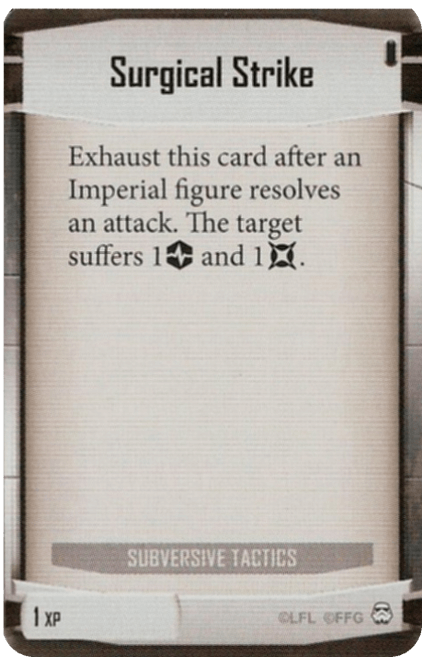 Surgical Strike
Exhaust this card after an
Imperial figure resolves
an attack. The target
suffers 1 and 1.
SUBVERSIVE TACTICS
1 XP
©LFL ©FFG